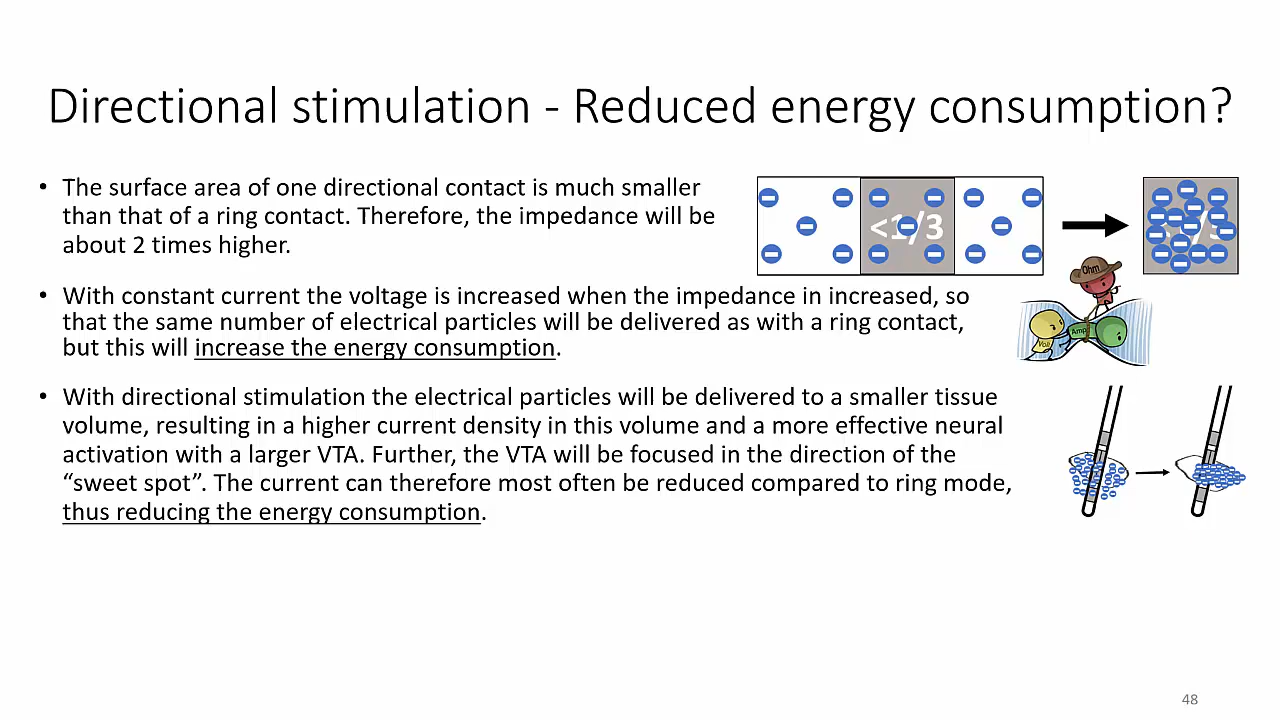 Directional stimulation - Reduced energy consumption?
• The surface area of one directional contact is much smaller
than that of a ring contact. Therefore, the impedance will be
about 2 times higher.
<1/3
• With constant current the voltage is increased when the impedance in increased, so
that the same number of electrical particles will be delivered as with a ring contact,
but this will increase the energy consumption.
Ohm
Volt
Amp
• With directional stimulation the electrical particles will be delivered to a smaller tissue
volume, resulting in a higher current density in this volume and a more effective neural
activation with a larger VTA. Further, the VTA will be focused in the direction of the
“sweet spot”. The current can therefore most often be reduced compared to ring mode,
thus reducing the energy consumption.
48